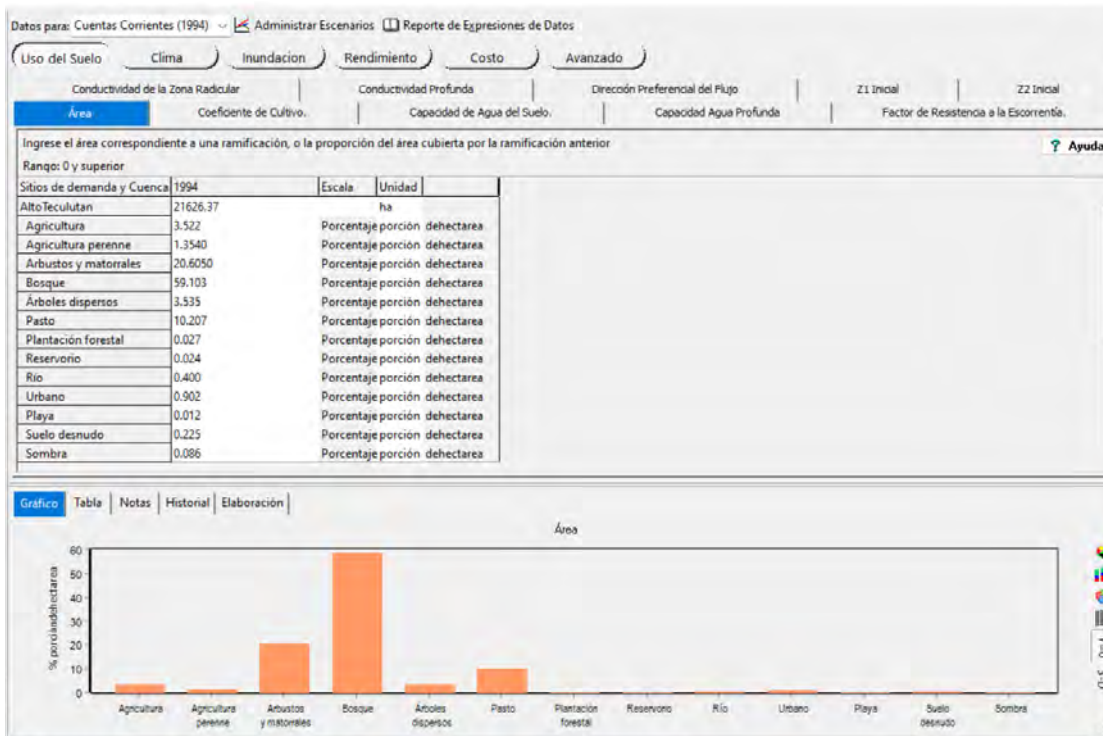 Datos para: Cuentas Corrientes (1994) Administrar Escenarios Reporte de Expresiones de Datos
Uso del Suelo Clima Inundacion Rendimiento Costo Avanzado
Conductividad de la Zona Radicular Conductividad Profunda Dirección Preferencial del Flujo Z1 Inicial Z2 Inicial
Área Coeficiente de Cultivo. Capacidad de Agua del Suelo. Capacidad Agua Profunda Factor de Resistencia a la Escorrentía.
Ingrese el área correspondiente a una ramificación, o la proporción del área cubierta por la ramificación anterior ? Ayuda
Rango: 0 y superior
Sitios de demanda y Cuenca 1994 Escala Unidad
AltoTeculutan 21626.37 ha
Agricultura 3.522 Porcentaje porción dehectarea
Agricultura perenne 1.3540 Porcentaje porción dehectarea
Arbustos y matorrales 20.6050 Porcentaje porción dehectarea
Bosque 59.103 Porcentaje porción dehectarea
Árboles dispersos 3.535 Porcentaje porción dehectarea
Pasto 10.207 Porcentaje porción dehectarea
Plantación forestal 0.027 Porcentaje porción dehectarea
Reservorio 0.024 Porcentaje porción dehectarea
Río 0.400 Porcentaje porción dehectarea
Urbano 0.902 Porcentaje porción dehectarea
Playa 0.012 Porcentaje porción dehectarea
Suelo desnudo 0.225 Porcentaje porción dehectarea
Sombra 0.086 Porcentaje porción dehectarea
Gráfico Tabla Notas Historial Elaboración
Área
% porcióndehectarea
60
50
40
30
20
10
0
Agricultura Agricultura perenne Arbustos y matorrales Bosque Árboles dispersos Pasto Plantación forestal Reservorio Río Urbano Playa Suelo desnudo Sombra